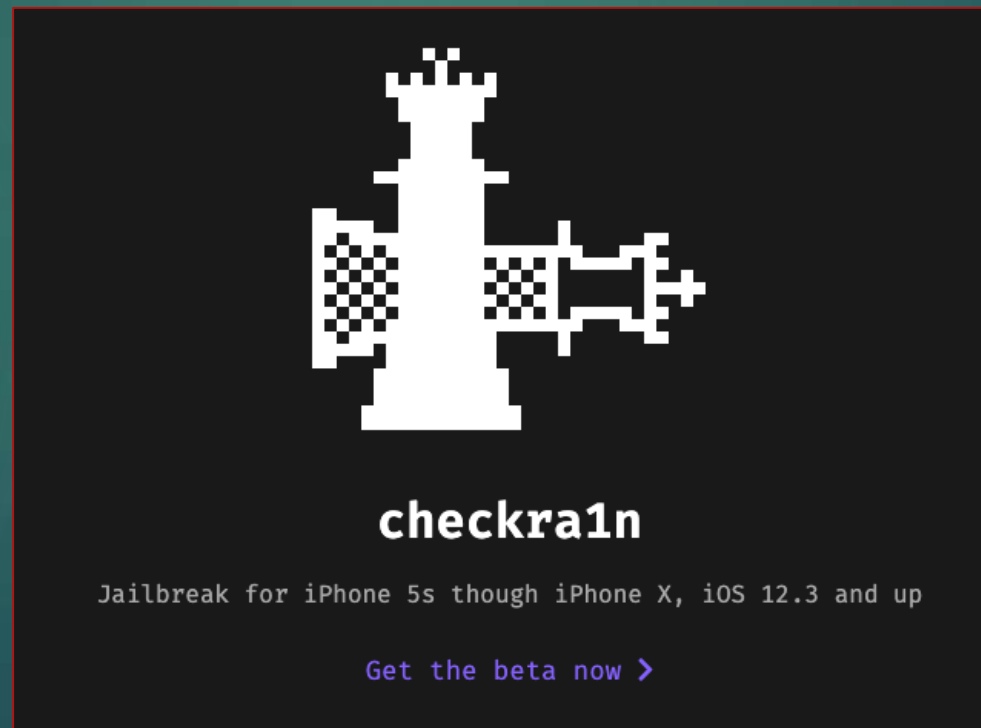 checkra1n
Jailbreak for iPhone 5s though iPhone X, iOS 12.3 and up
Get the beta now